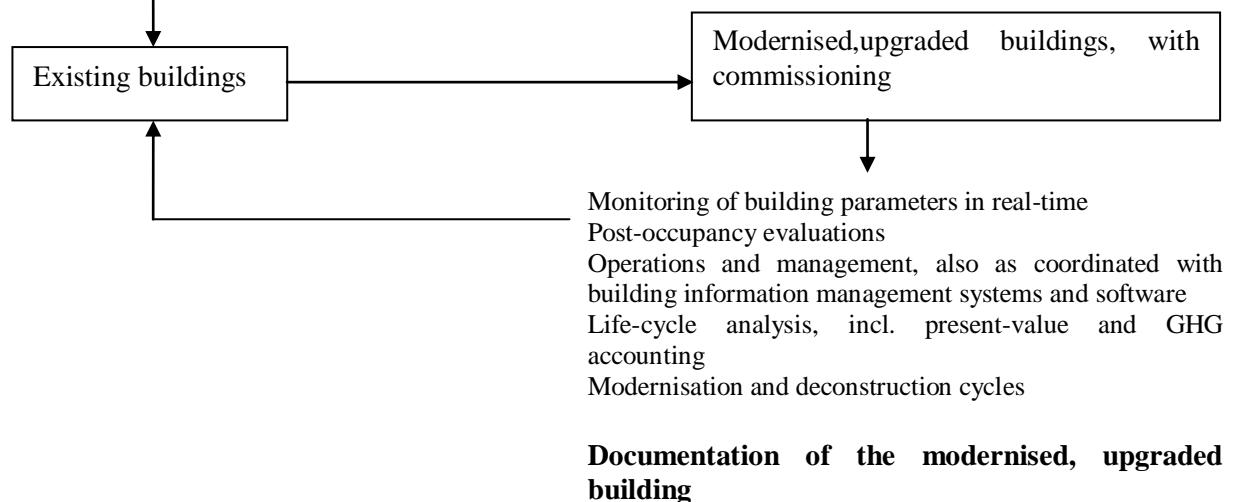 Existing buildings
Modernised,upgraded buildings, with
commissioning
Monitoring of building parameters in real-time
Post-occupancy evaluations
Operations and management, also as coordinated with
building information management systems and software
Life-cycle analysis, incl. present-value and GHG
accounting
Modernisation and deconstruction cycles
Documentation of the modernised, upgraded
building